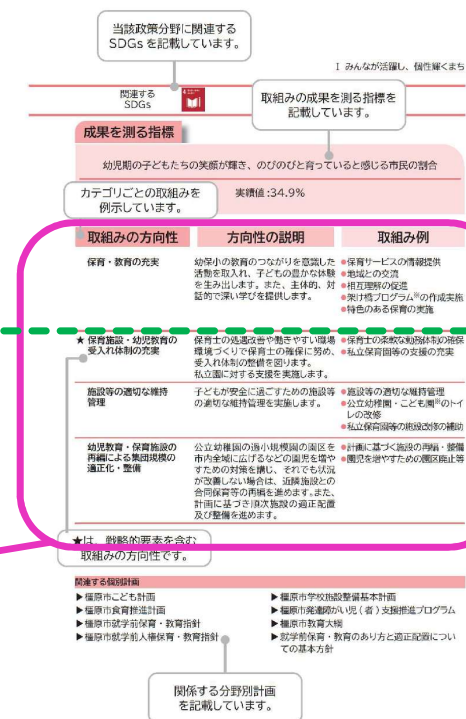 当該政策分野に関連する
SDGsを記載しています。
Ⅰ みんなが活躍し、個性輝くまち
関連する
SDGs
取組みの成果を測る指標を
記載しています。
成果を測る指標
幼児期の子どもたちの笑顔が輝き、のびのびと育っていると感じる市民の割合
カテゴリごとの取組みを
例示しています。
実績値:34.9%
取組みの方向性
方向性の説明
取組み例
保育・教育の充実
幼保小の教育のつながりを意識した
活動を取入れ、子どもの豊かな体験
を生み出します。また、主体的、対
話的で深い学びを提供します。
●保育サービスの情報提供
●地域との交流
●相互理解の促進
●架け橋プログラム※の作成実施
●特色のある保育の実施
★ 保育施設・幼児教育の
受入れ体制の充実
保育士の処遇改善や働きやすい職場
環境づくりで保育士の確保に努め、
受入れ体制の整備を図ります。
私立園に対する支援を実施します。
●保育士の柔軟な勤務体制の確保
●私立保育園等の支援の充実
施設等の適切な維持
管理
子どもが安全に過ごすための施設等
の適切な維持管理を実施します。
●施設等の適切な維持管理
●公立幼稚園・こども園※のトイ
レの改修
●私立保育園等の施設改修の補助
幼児教育・保育施設の
再編による集団規模の
適正化・整備
公立幼稚園の過小規模園の園区を
市内全域に広げるなどの園児を増や
すための対策を講じ、それでも状況
が改善しない場合は、近隣施設との
合同保育等の再編を進めます。また、
計画に基づき順次施設の適正配置
及び整備を進めます。
●計画に基づく施設の再編・整備
●園児を増やすための園区廃止等
★は、戦略的要素を含む
取組みの方向性です。
関連する個別計画
▶橿原市こども計画
▶橿原市食育推進計画
▶橿原市就学前保育・教育指針
▶橿原市就学前人権保育・教育指針
▶橿原市学校施設整備基本計画
▶橿原市発達障がい児(者)支援推進プログラム
▶橿原市教育大綱
▶就学前保育・教育のあり方と適正配置につい
ての基本方針
関係する分野別計画
を記載しています。